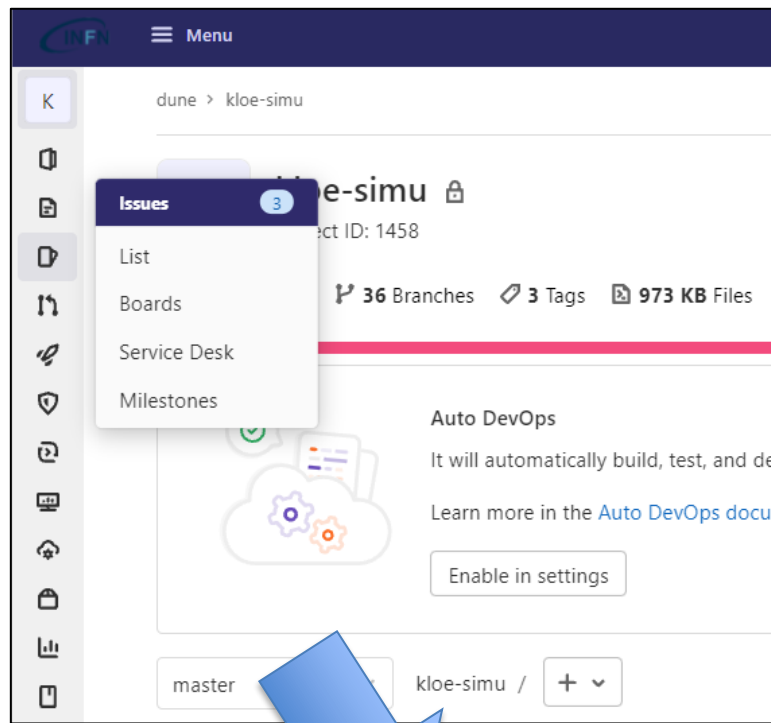 INFN Menu
K
dune > kloe-simu
Issues 3
List
Boards
Service Desk
Milestones
oe-simu
ect ID: 1458
36 Branches 3 Tags 973 KB Files
Auto DevOps
It will automatically build, test, and de
Learn more in the Auto DevOps docu
Enable in settings
master kloe-simu / +